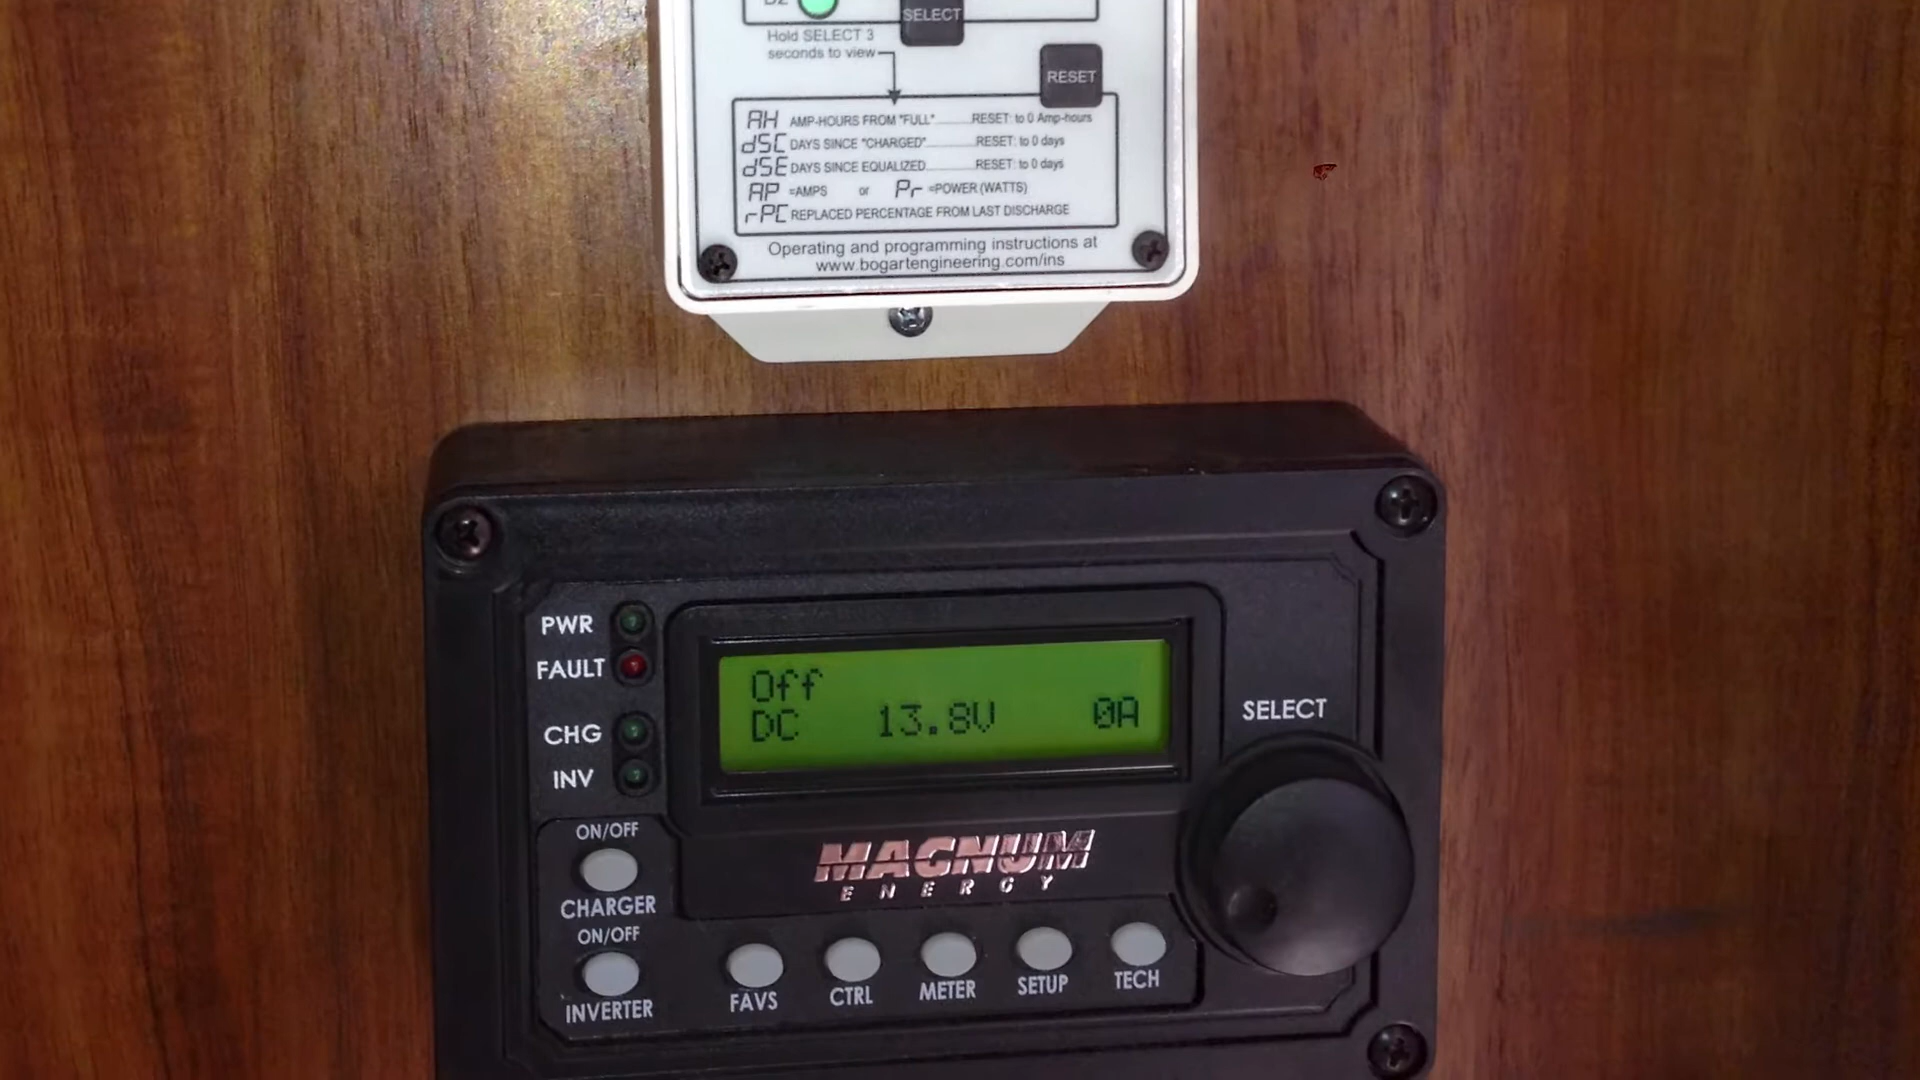 B2
SELECT
Hold SELECT 3
seconds to view
RESET
AH AMP-HOURS FROM "FULL"..........RESET: to 0 Amp-hours
dSC DAYS SINCE "CHARGED"..........RESET: to 0 days
dSE DAYS SINCE EQUALIZED..........RESET: to 0 days
AP =AMPS or Pr =POWER (WATTS)
rPC REPLACED PERCENTAGE FROM LAST DISCHARGE
Operating and programming instructions at
www.bogartengineering.com/ins
PWR
FAULT
CHG
INV
Off
DC 13.8V 0A
SELECT
MAGNUM
ENERGY
ON/OFF
CHARGER
ON/OFF
INVERTER
FAVS
CTRL
METER
SETUP
TECH